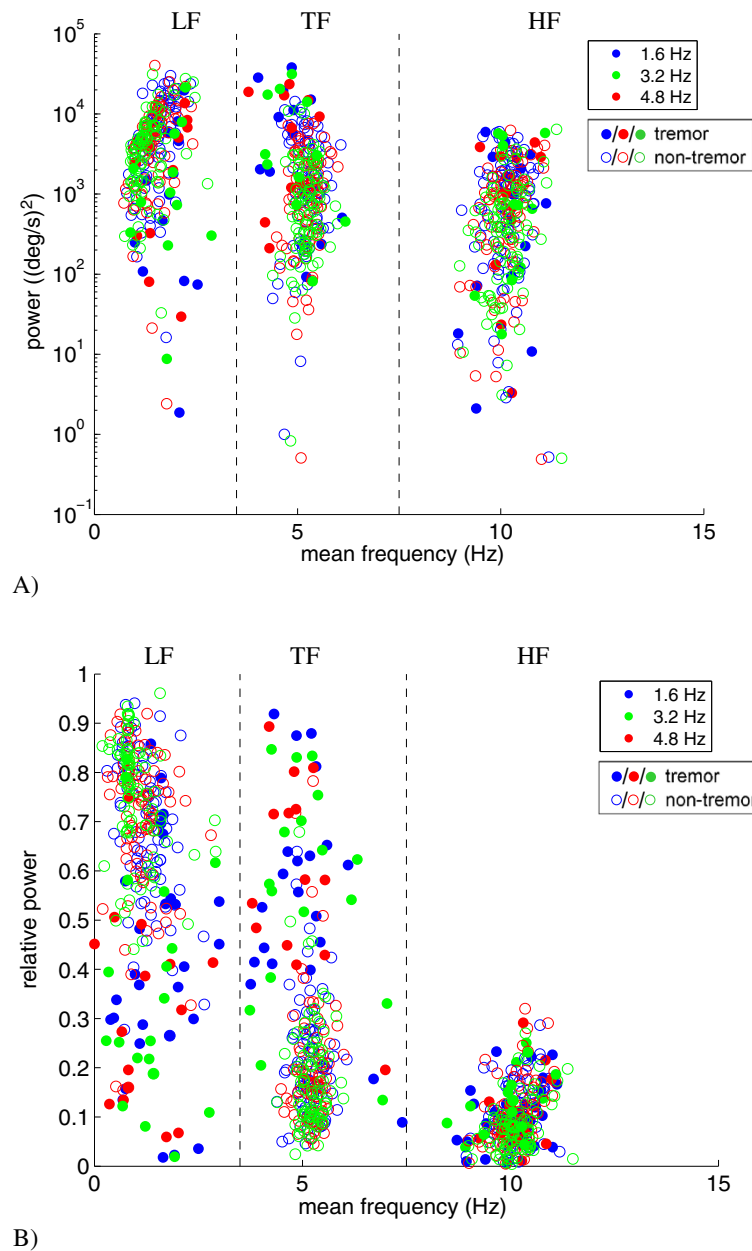 LF TF HF
10^5
10^4
10^3
10^2
10^1
10^0
10^-1
power ((deg/s)^2)
1.6 Hz
3.2 Hz
4.8 Hz
/ / tremor
/ / non-tremor
0 5 10 15
mean frequency (Hz)
A)
LF TF HF
1
0.9
0.8
0.7
0.6
0.5
0.4
0.3
0.2
0.1
0
relative power
1.6 Hz
3.2 Hz
4.8 Hz
/ / tremor
/ / non-tremor
0 5 10 15
mean frequency (Hz)
B)